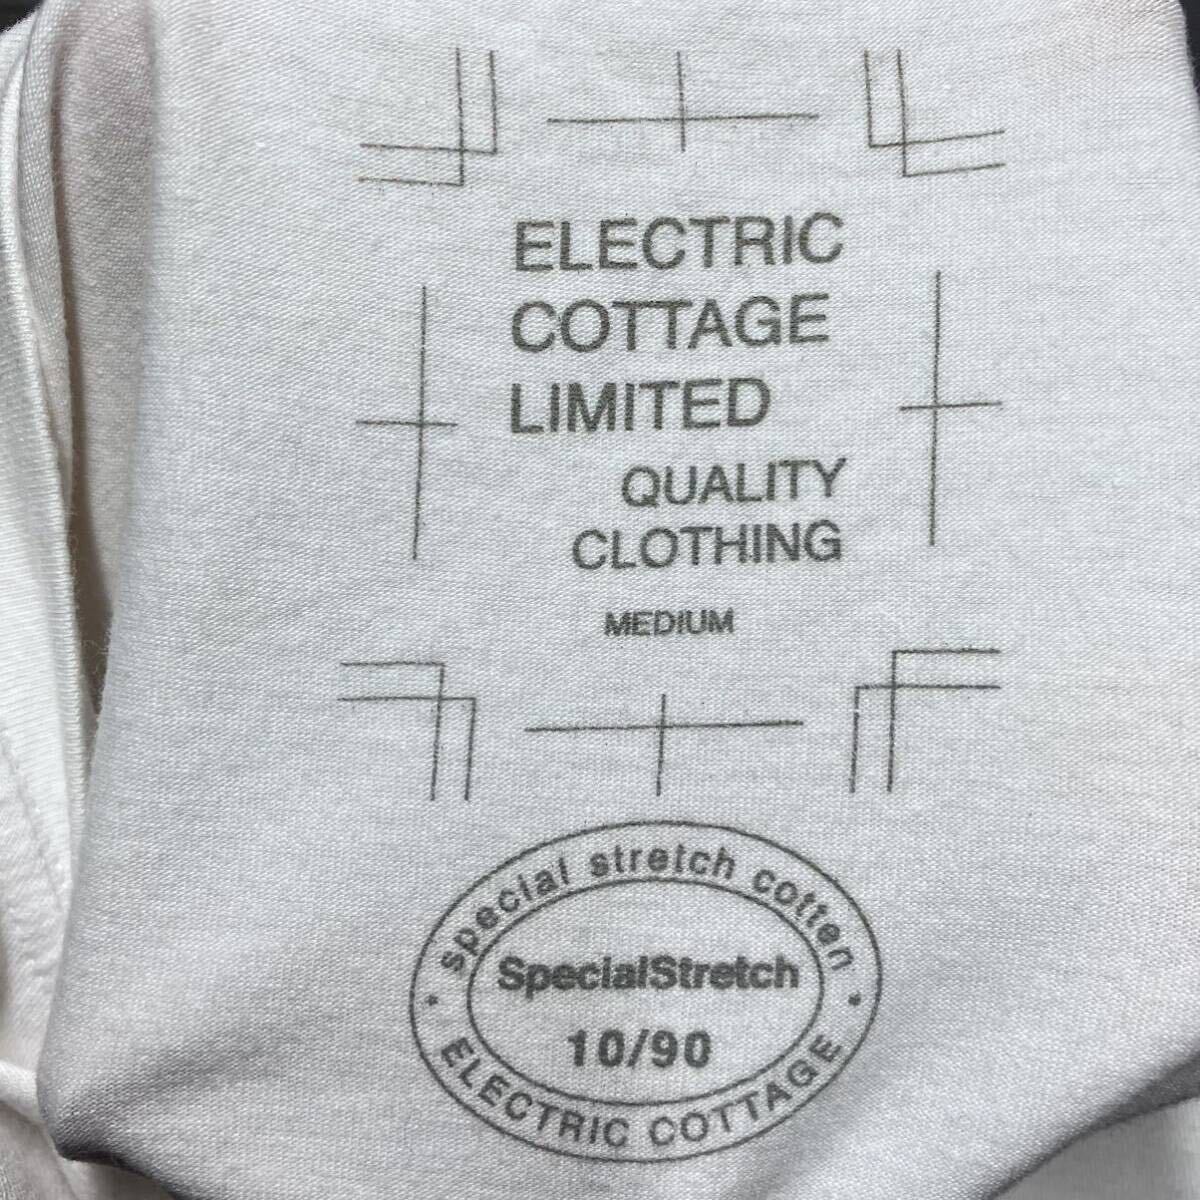 ELECTRIC
COTTAGE
LIMITED
QUALITY
CLOTHING
MEDIUM
special stretch cotten
SpecialStretch
10/90
ELECTRIC COTTAGE